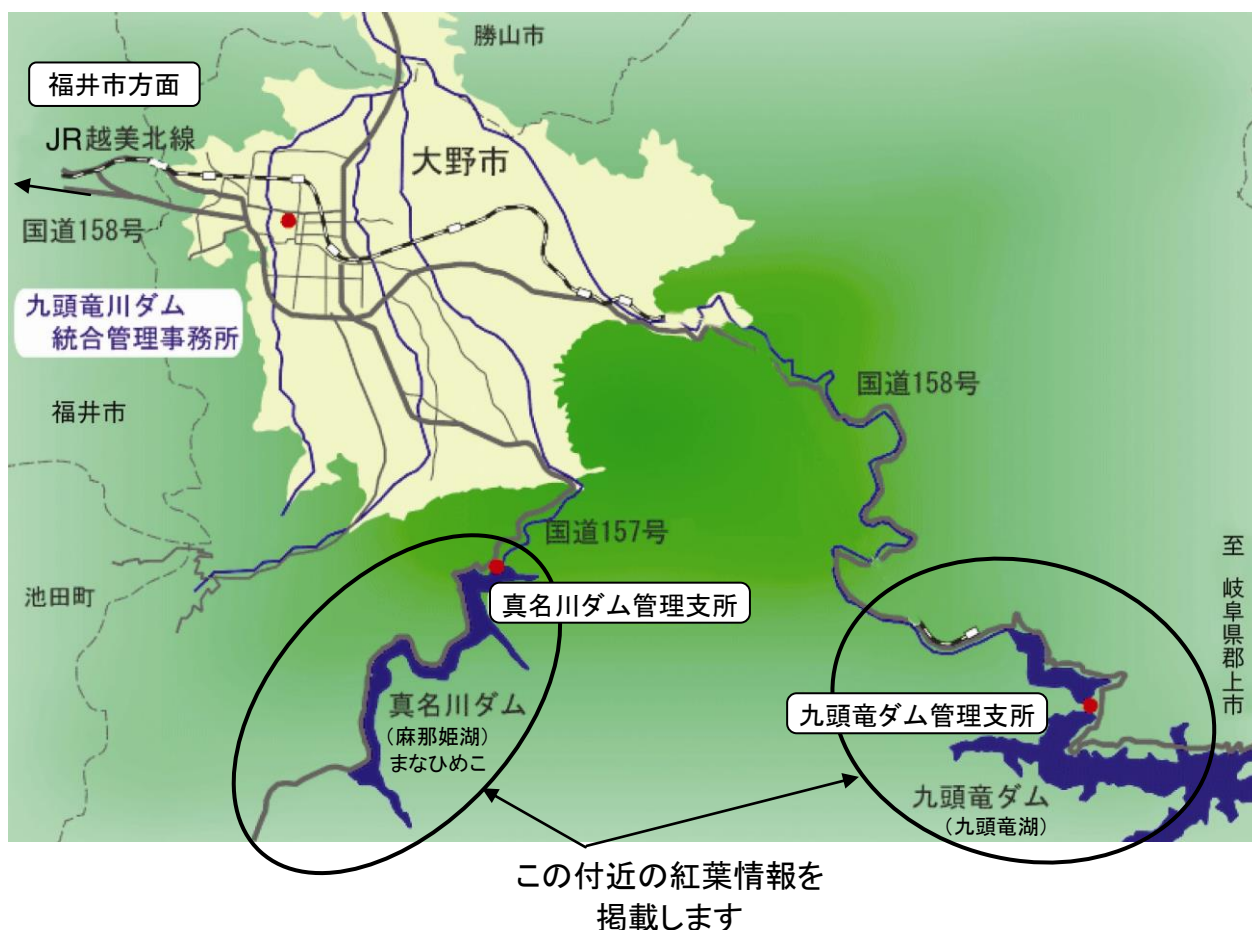 勝山市
福井市方面
JR越美北線
大野市
国道158号
九頭竜川ダム
統合管理事務所
国道158号
福井市
国道157号
至 岐阜県郡上市
池田町
真名川ダム管理支所
九頭竜ダム管理支所
真名川ダム
(麻那姫湖)
まなひめこ
九頭竜ダム
(九頭竜湖)
この付近の紅葉情報を
掲載します